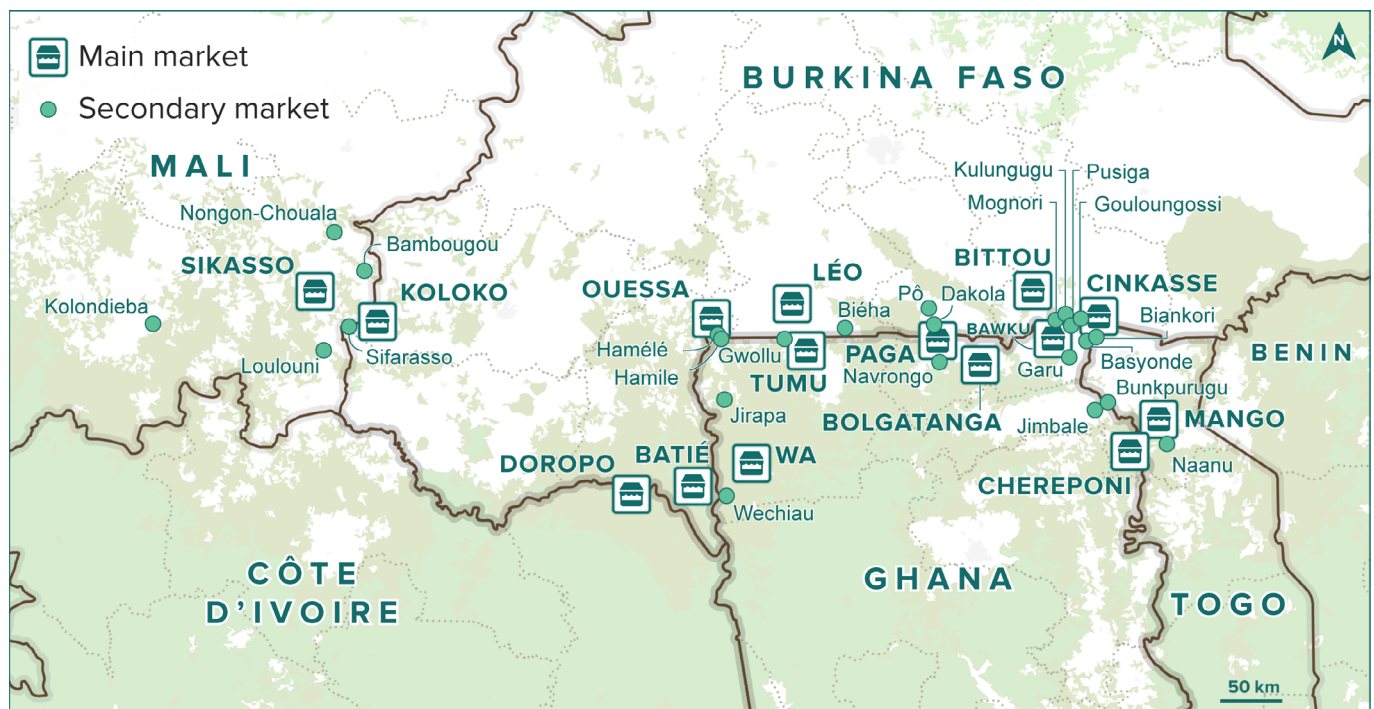 Main market
N
BURKINA FASO
Secondary market
MALI
Kulungugu
Pusiga
Mognori
Gouloungossi
Nongon-Chouala
Bambougou
SIKASSO
BITTOU
LÉO
CINKASSE
KOLOKO
OUESSA
Pô
Dakola
Kolondieba
Biéha
Biankori
BAWKU
Hamélé
Gwollu
PAGA
BENIN
Loulouni
Sifarasso
Basyonde
Hamile
TUMU
Navrongo
Garu
Bunkpurugu
Jirapa
BOLGATANGA
Jimbale
MANGO
DOROPO
BATIÉ
WA
Naanu
CHEREPONI
Wechiau
CÔTE
D'IVOIRE
GHANA
TOGO
50 km